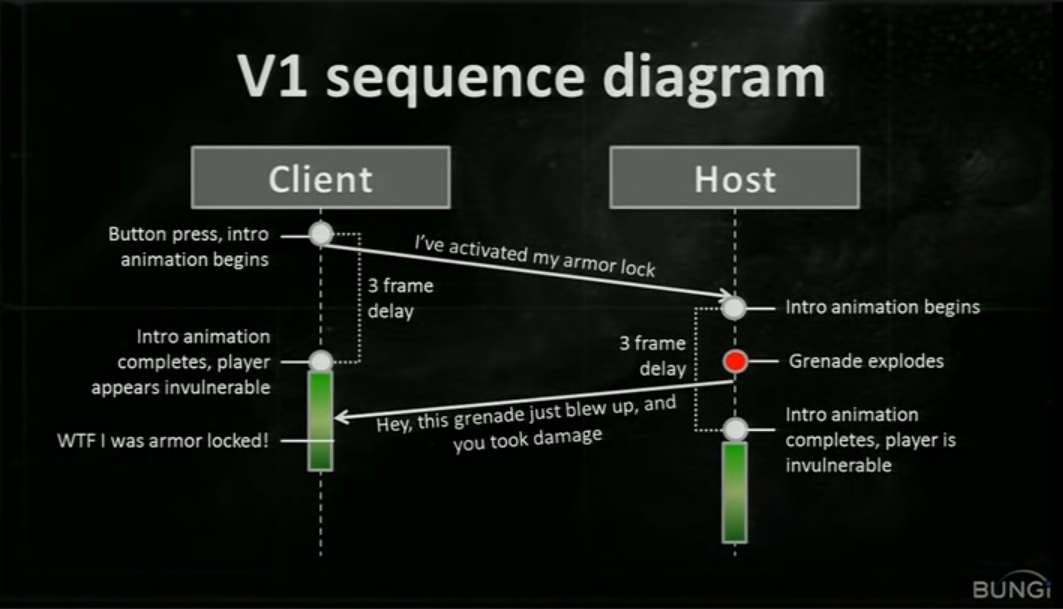 V1 sequence diagram
Client
Host
Button press, intro
animation begins
I've activated my armor lock
3 frame
delay
Intro animation begins
Intro animation
completes, player
appears invulnerable
3 frame
delay
Grenade explodes
Hey, this grenade just blew up, and
you took damage
WTF I was armor locked!
Intro animation
completes, player is
invulnerable
BUNGi